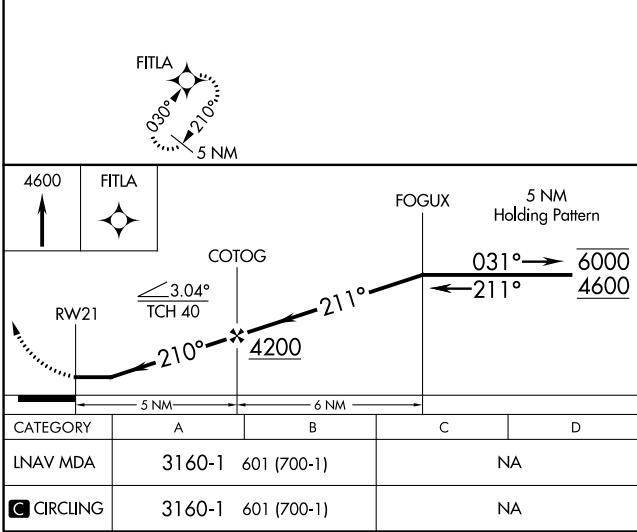 FITLA
030°
210°
5 NM
4600
FITLA
FOGUX
5 NM
Holding Pattern
COTOG
031°
6000
211°
4600
3.04°
TCH 40
RW21
211°
210°
4200
5 NM
6 NM
CATEGORY A B C D
LNAV MDA 3160-1 601 (700-1) NA
C CIRCLING 3160-1 601 (700-1) NA